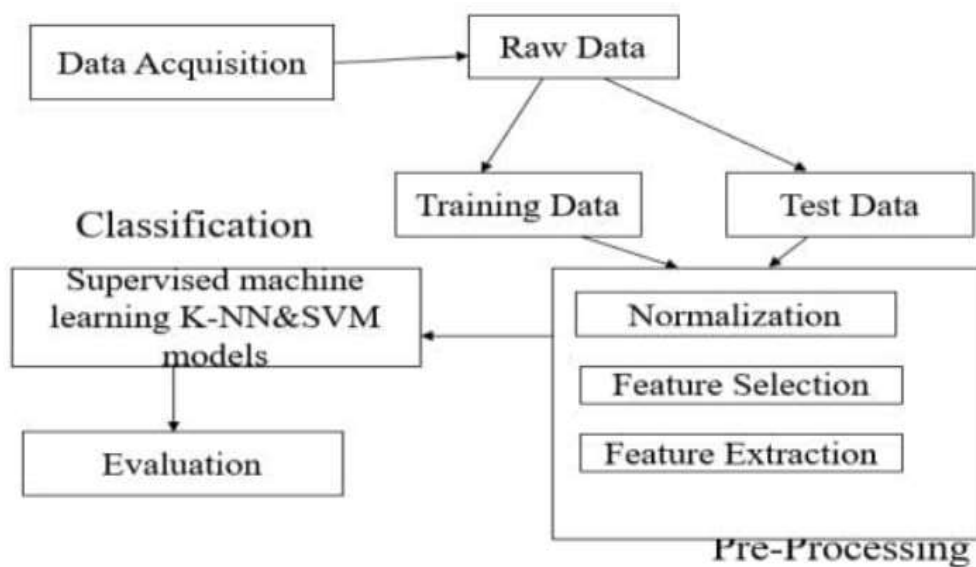 Data Acquisition
Raw Data
Training Data
Test Data
Classification
Supervised machine
learning K-NN&SVM
models
Normalization
Feature Selection
Feature Extraction
Evaluation
Pre-Processing